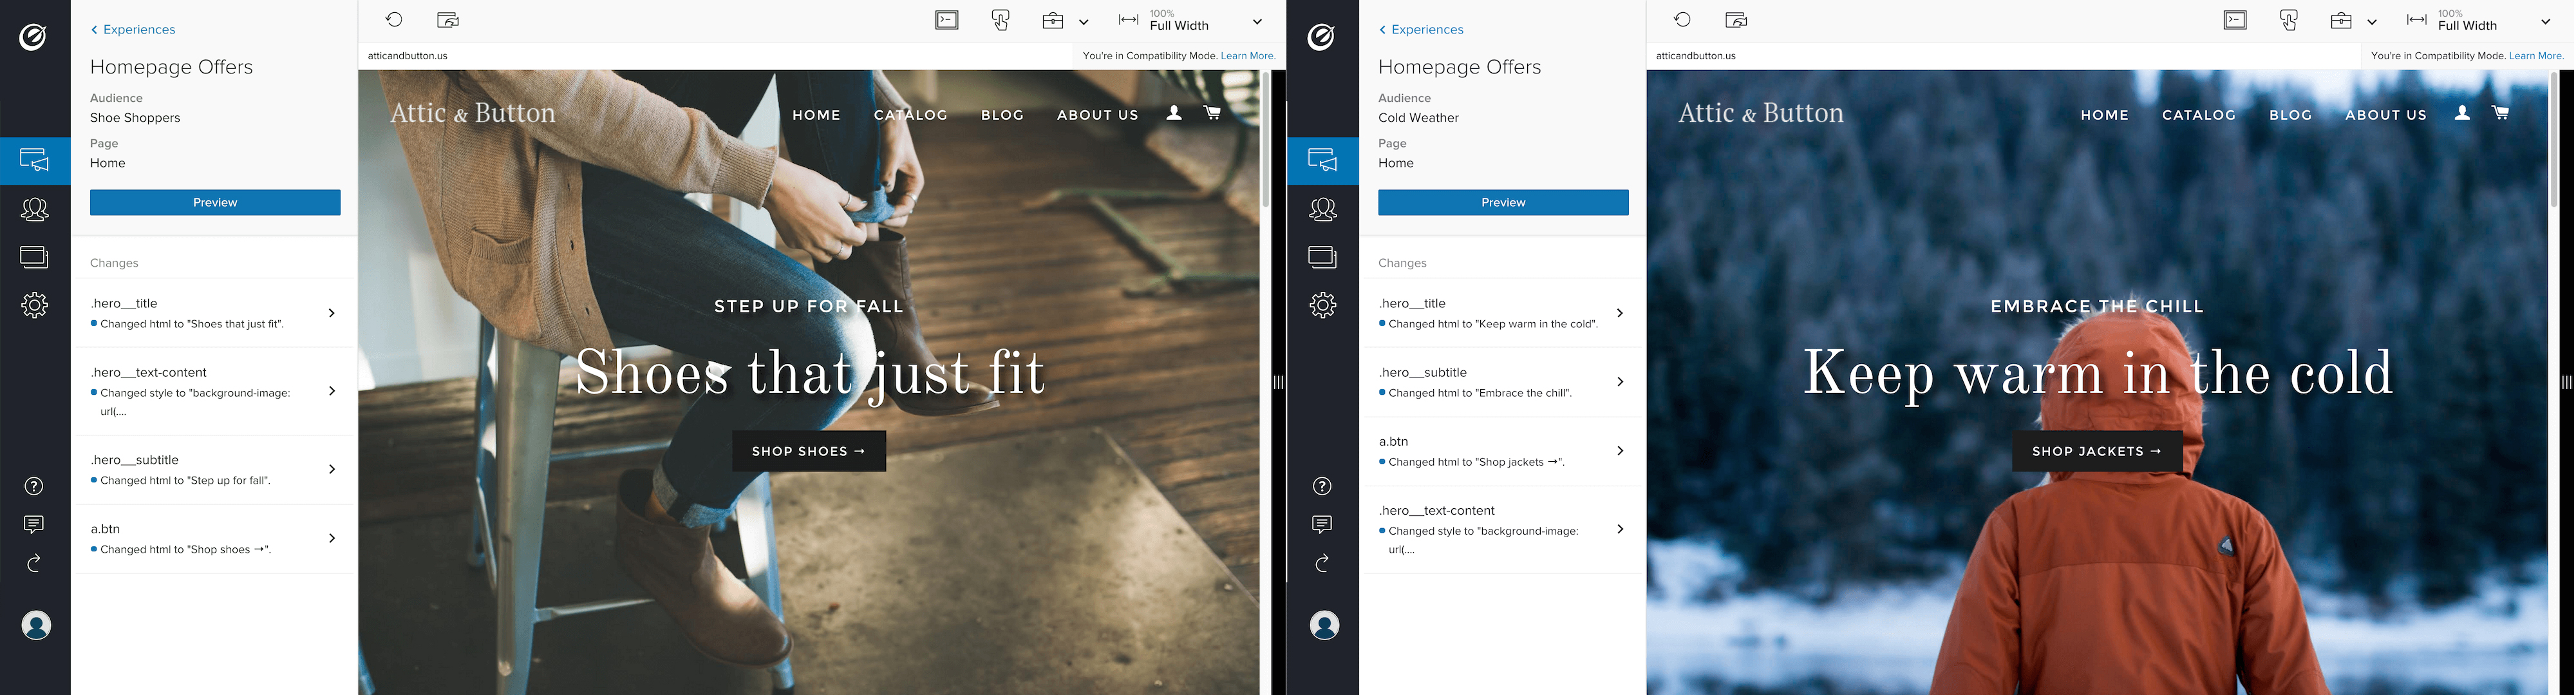 Experiences
Homepage Offers
Audience
Shoe Shoppers
Page
Home
Preview
Changes
.hero__title
Changed html to "Shoes that just fit".
.hero__text-content
Changed style to "background-image:
url(....
.hero__subtitle
Changed html to "Step up for fall".
a.btn
Changed html to "Shop shoes →".
100%
Full Width
atticandbutton.us
You're in Compatibility Mode. Learn More.
Attic & Button
HOME CATALOG BLOG ABOUT US
STEP UP FOR FALL
Shoes that just fit
SHOP SHOES →
Experiences
Homepage Offers
Audience
Cold Weather
Page
Home
Preview
Changes
.hero__title
Changed html to "Keep warm in the cold".
.hero__subtitle
Changed html to "Embrace the chill".
a.btn
Changed html to "Shop jackets →".
.hero__text-content
Changed style to "background-image:
url(....
100%
Full Width
atticandbutton.us
You're in Compatibility Mode. Learn More.
Attic & Button
HOME CATALOG BLOG ABOUT US
EMBRACE THE CHILL
Keep warm in the cold
SHOP JACKETS →